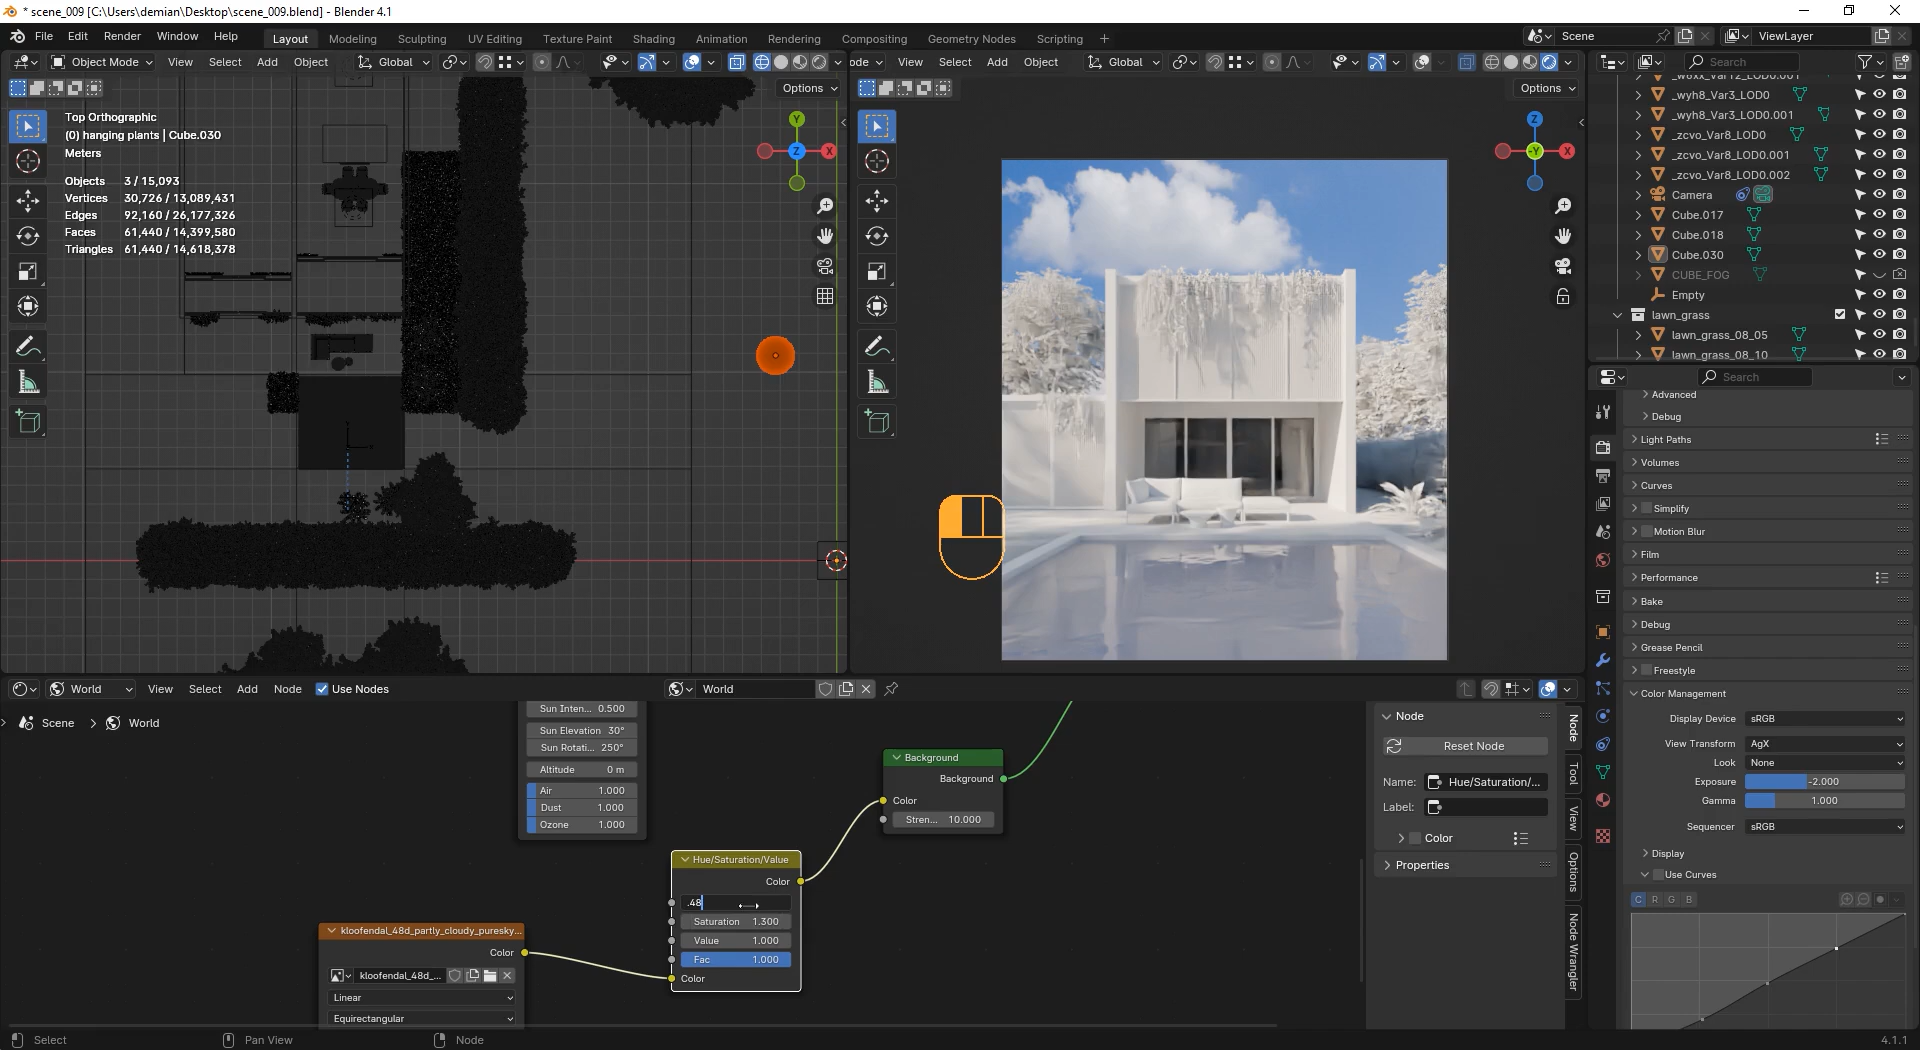 * scene_009 [C:\Users\demian\Desktop\scene_009.blend] - Blender 4.1
File Edit Render Window Help
Layout Modeling Sculpting UV Editing Texture Paint Shading Animation Rendering Compositing Geometry Nodes Scripting +
Scene
ViewLayer
Object Mode View Select Add Object Global
ode View Select Add Object Global
Search
Options
Options
Top Orthographic
(0) hanging plants | Cube.030
Meters
Objects 3 / 15,093
Vertices 30,726 / 13,089,431
Edges 92,160 / 26,177,326
Faces 61,440 / 14,399,580
Triangles 61,440 / 14,618,378
Y
Z
X
Z
-Y
X
_wyh8_Var3_LOD0
_wyh8_Var3_LOD0.001
_zcvo_Var8_LOD0
_zcvo_Var8_LOD0.001
_zcvo_Var8_LOD0.002
Camera
Cube.017
Cube.018
Cube.030
CUBE_FOG
Empty
lawn_grass
lawn_grass_08_05
lawn_grass_08_10
Search
Advanced
Debug
Light Paths
Volumes
Curves
Simplify
Motion Blur
Film
Performance
Bake
Debug
Grease Pencil
Freestyle
Color Management
Display Device sRGB
View Transform AgX
Look None
Exposure -2.000
Gamma 1.000
Sequencer sRGB
Display
Use Curves
C R G B
World View Select Add Node Use Nodes
World
Scene > World
Sun Inten... 0.500
Sun Elevation 30°
Sun Rotati... 250°
Altitude 0 m
Air 1.000
Dust 1.000
Ozone 1.000
Background
Background
Color
Stren... 10.000
Hue/Saturation/Value
Color
.48
Saturation 1.300
Value 1.000
Fac 1.000
Color
kloofendal_48d_partly_cloudy_puresky...
Color
kloofendal_48d_...
Linear
Equirectangular
Node
Reset Node
Name: Hue/Saturation/...
Label:
Color
Properties
Node
Tool
View
Options
Node Wrangler
Select
Pan View
Node
4.1.1